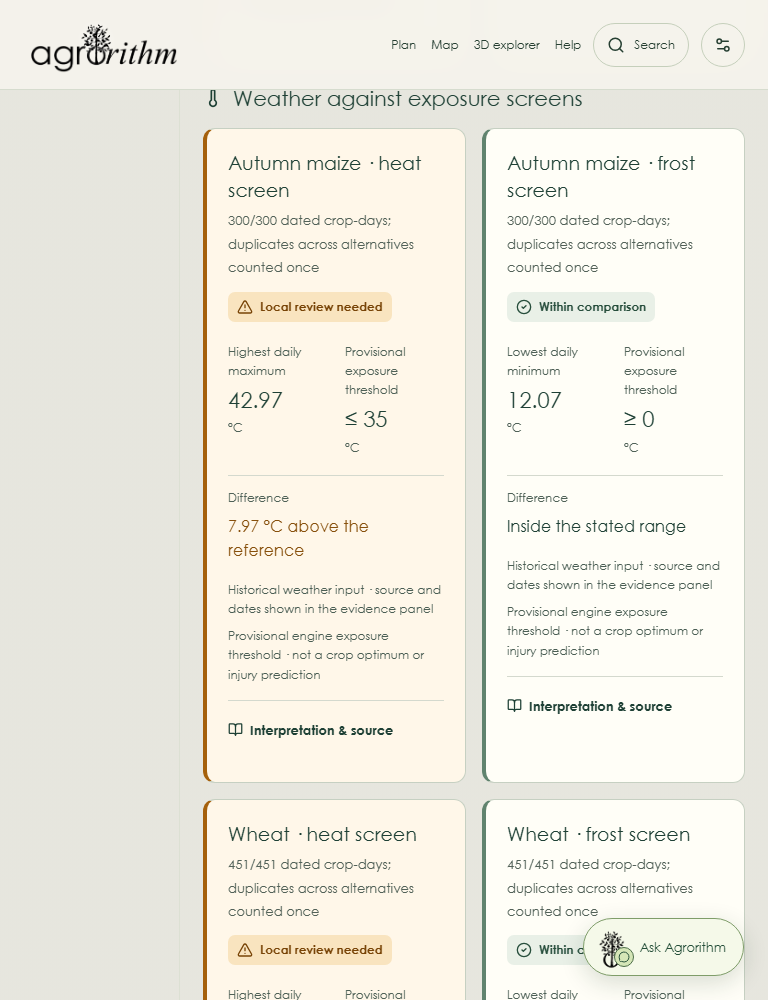 agrorithm
Plan Map 3D explorer Help Search
Weather against exposure screens
Autumn maize · heat
screen
300/300 dated crop-days;
duplicates across alternatives
counted once
Local review needed
Highest daily
maximum
42.97
°C
Provisional
exposure
threshold
≤ 35
°C
Difference
7.97 °C above the
reference
Historical weather input · source and
dates shown in the evidence panel
Provisional engine exposure
threshold · not a crop optimum or
injury prediction
Interpretation & source
Autumn maize · frost
screen
300/300 dated crop-days;
duplicates across alternatives
counted once
Within comparison
Lowest daily
minimum
12.07
°C
Provisional
exposure
threshold
≥ 0
°C
Difference
Inside the stated range
Historical weather input · source and
dates shown in the evidence panel
Provisional engine exposure
threshold · not a crop optimum or
injury prediction
Interpretation & source
Wheat · heat screen
451/451 dated crop-days;
duplicates across alternatives
counted once
Local review needed
Highest daily
Provisional
Wheat · frost screen
451/451 dated crop-days;
duplicates across alternatives
counted once
Within
Lowest daily
Provisional
Ask Agrorithm